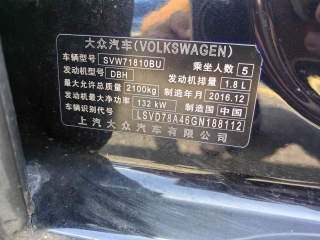 大众汽车(VOLKSWAGEN)
车辆型号 SVW71810BU 乘坐人数 5
发动机型号 DBH 发动机排量 1.8 L
最大允许总质量 2100kg 制造年月 2016.12
发动机最大净功率 132 kW 制造国 中国
车辆识别代号 LSVD78A46GN188112
上汽大众汽车有限公司